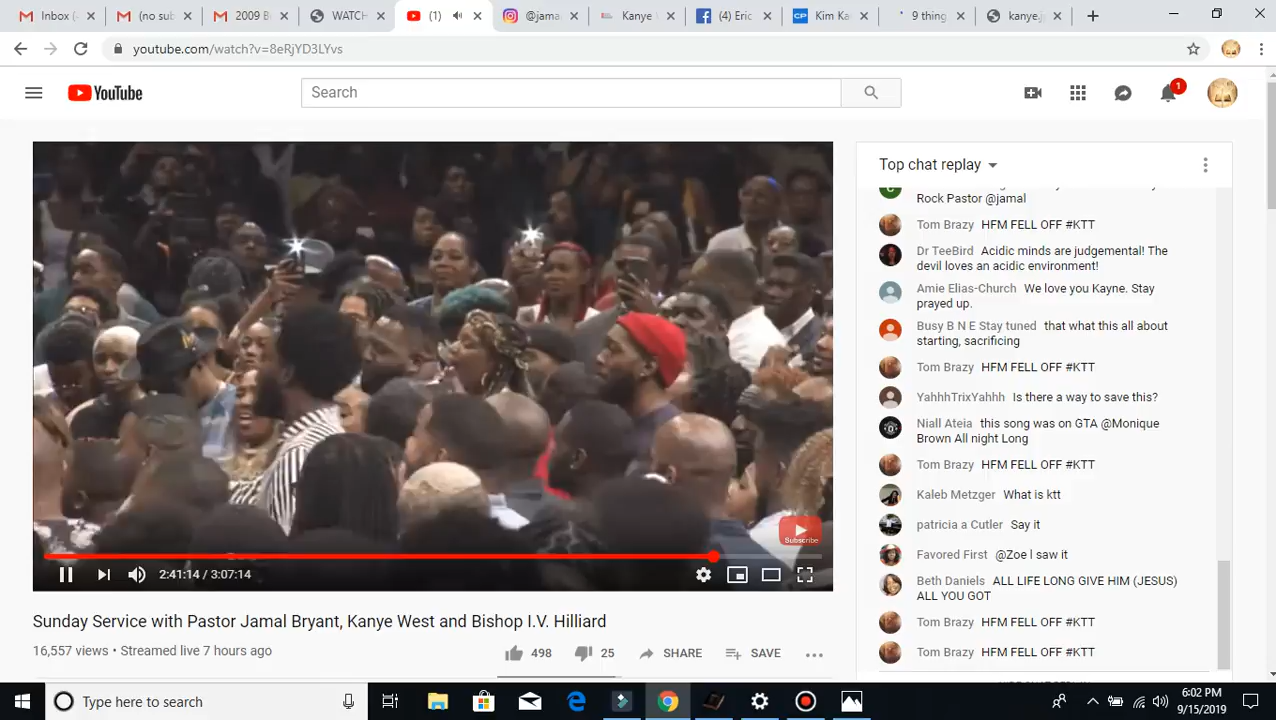 Inbox (
(no sub
2009 B
WATCH
(1)
@jama
Kanye
(4) Eric
Kim Ka
9 thing
kanye.j
youtube.com/watch?v=8eRjYD3LYvs
YouTube
Search
1
Top chat replay
Rock Pastor @jamal
Tom Brazy HFM FELL OFF #KTT
Dr TeeBird Acidic minds are judgemental! The
devil loves an acidic environment!
Amie Elias-Church We love you Kayne. Stay
prayed up.
Busy B N E Stay tuned that what this all about
starting, sacrificing
Tom Brazy HFM FELL OFF #KTT
YahhhTrixYahhh Is there a way to save this?
Niall Ateia this song was on GTA @Monique
Brown All night Long
Tom Brazy HFM FELL OFF #KTT
Kaleb Metzger What is ktt
patricia a Cutler Say it
Favored First @Zoe I saw it
Beth Daniels ALL LIFE LONG GIVE HIM (JESUS)
ALL YOU GOT
Tom Brazy HFM FELL OFF #KTT
Tom Brazy HFM FELL OFF #KTT
Subscribe
2:41:14 / 3:07:14
Sunday Service with Pastor Jamal Bryant, Kanye West and Bishop I.V. Hilliard
16,557 views • Streamed live 7 hours ago
498
25
SHARE
SAVE
Type here to search
6:02 PM
9/15/2019